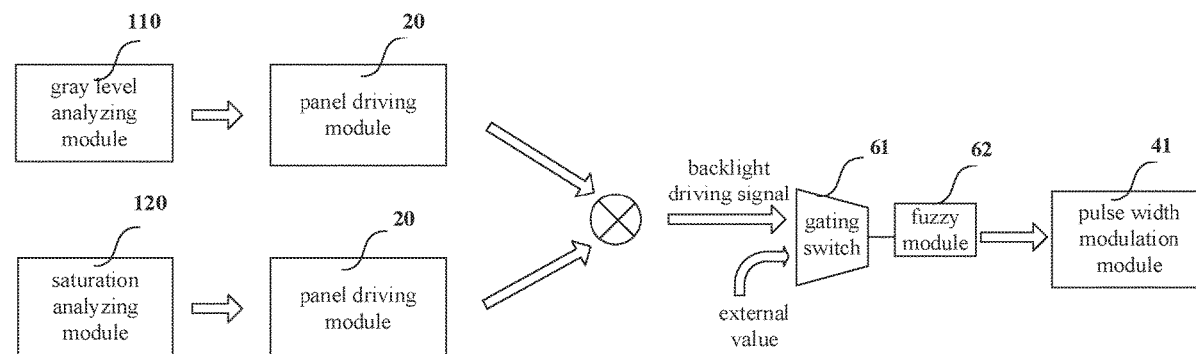 110
gray level
analyzing
module
20
panel driving
module
120
saturation
analyzing
module
20
panel driving
module
backlight
driving signal
external
value
61
gating
switch
62
fuzzy
module
41
pulse width
modulation
module